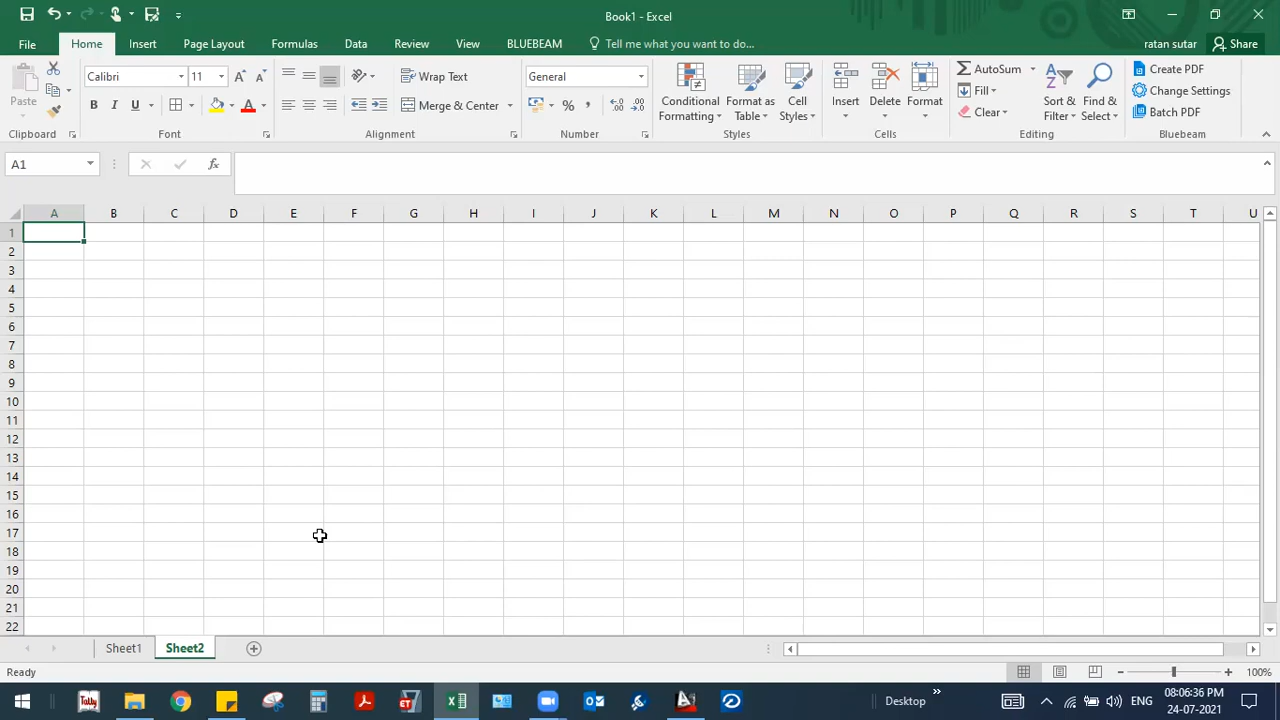 Book1 - Excel
File Home Insert Page Layout Formulas Data Review View BLUEBEAM Tell me what you want to do... ratan sutar Share
Paste Calibri 11 Wrap Text General Conditional Formatting Format as Table Cell Styles Insert Delete Format AutoSum Fill Clear Sort & Filter Find & Select Create PDF Change Settings Batch PDF
B I U A Merge & Center % ,
Clipboard Font Alignment Number Styles Cells Editing Bluebeam
A1 fx
A B C D E F G H I J K L M N O P Q R S T U
1
2
3
4
5
6
7
8
9
10
11
12
13
14
15
16
17
18
19
20
21
22
Sheet1 Sheet2
Ready 100%
Tally ET Desktop ENG 08:06:36 PM
24-07-2021